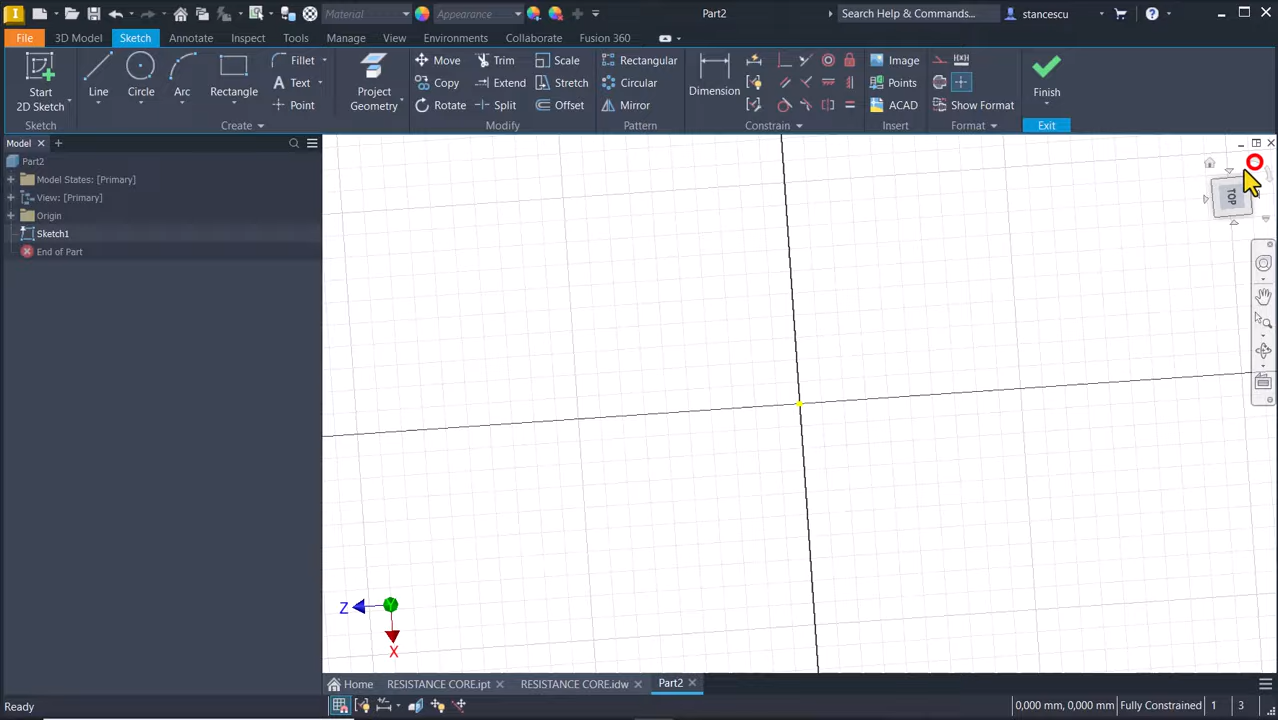 Material
Appearance
Part2
Search Help & Commands...
stancescu
File
3D Model
Sketch
Annotate
Inspect
Tools
Manage
View
Environments
Collaborate
Fusion 360
Start
2D Sketch
Line
Circle
Arc
Rectangle
Fillet
Text
Point
Project
Geometry
Move
Copy
Rotate
Trim
Extend
Split
Scale
Stretch
Offset
Rectangular
Circular
Mirror
Dimension
Image
Points
ACAD
Show Format
Finish
Sketch
Create
Modify
Pattern
Constrain
Insert
Format
Exit
Model
Part2
Model States: [Primary]
View: [Primary]
Origin
Sketch1
End of Part
TOP
Z
X
Home
RESISTANCE CORE.ipt
RESISTANCE CORE.idw
Part2
Ready
0,000 mm, 0,000 mm
Fully Constrained
1
3